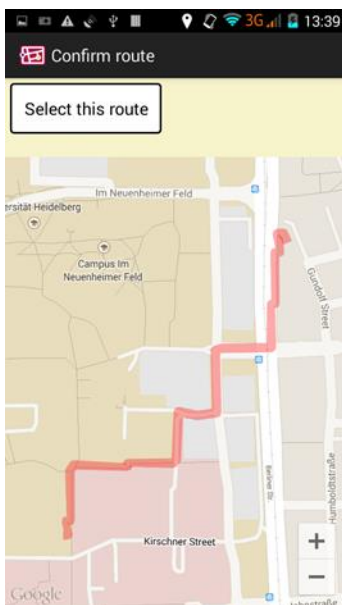 3G 13:39
Confirm route
Select this route
Im Neuenheimer Feld
ersität Heidelberg
Campus Im
Neuenheimer Feld
Gundolf Street
Humboldtstraße
Berliner Str.
Kirschner Street
+
−
Google